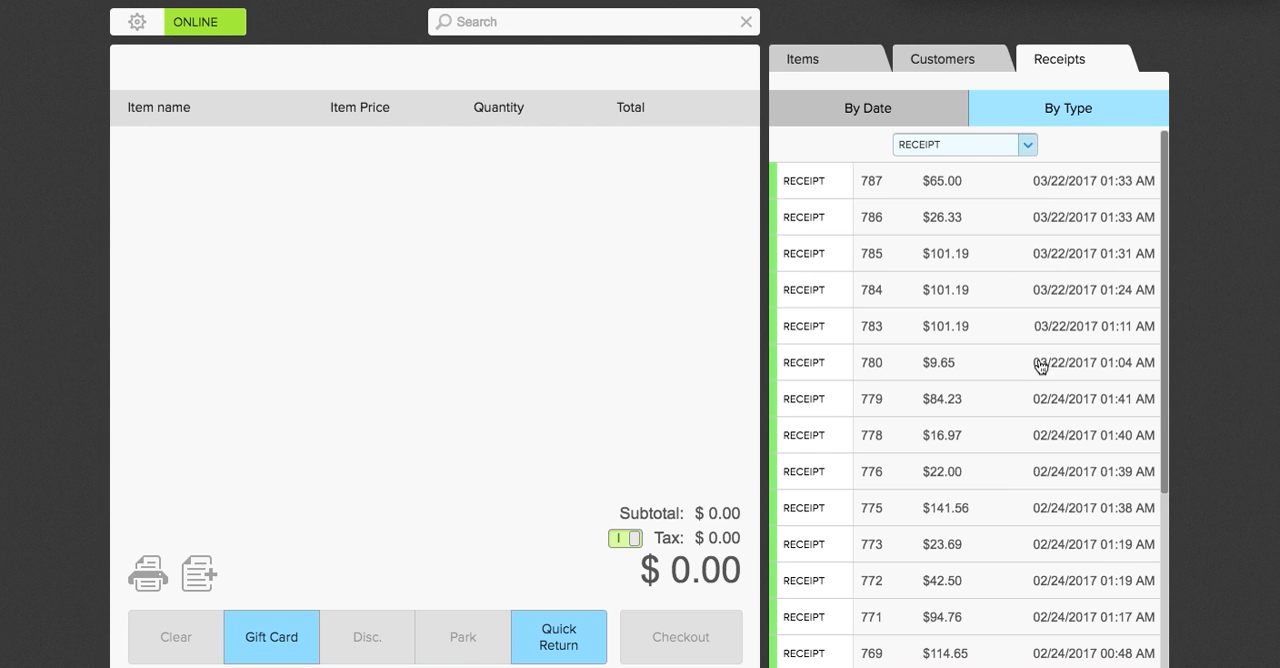 ONLINE
Search
Items Customers Receipts
Item name Item Price Quantity Total
By Date By Type
RECEIPT
RECEIPT 787 $65.00 03/22/2017 01:33 AM
RECEIPT 786 $26.33 03/22/2017 01:33 AM
RECEIPT 785 $101.19 03/22/2017 01:31 AM
RECEIPT 784 $101.19 03/22/2017 01:24 AM
RECEIPT 783 $101.19 03/22/2017 01:11 AM
RECEIPT 780 $9.65 03/22/2017 01:04 AM
RECEIPT 779 $84.23 02/24/2017 01:41 AM
RECEIPT 778 $16.97 02/24/2017 01:40 AM
RECEIPT 776 $22.00 02/24/2017 01:39 AM
RECEIPT 775 $141.56 02/24/2017 01:38 AM
RECEIPT 773 $23.69 02/24/2017 01:19 AM
RECEIPT 772 $42.50 02/24/2017 01:19 AM
RECEIPT 771 $94.76 02/24/2017 01:17 AM
RECEIPT 769 $114.65 02/24/2017 00:48 AM
Subtotal: $ 0.00
Tax: $ 0.00
$ 0.00
Clear Gift Card Disc. Park Quick Return Checkout